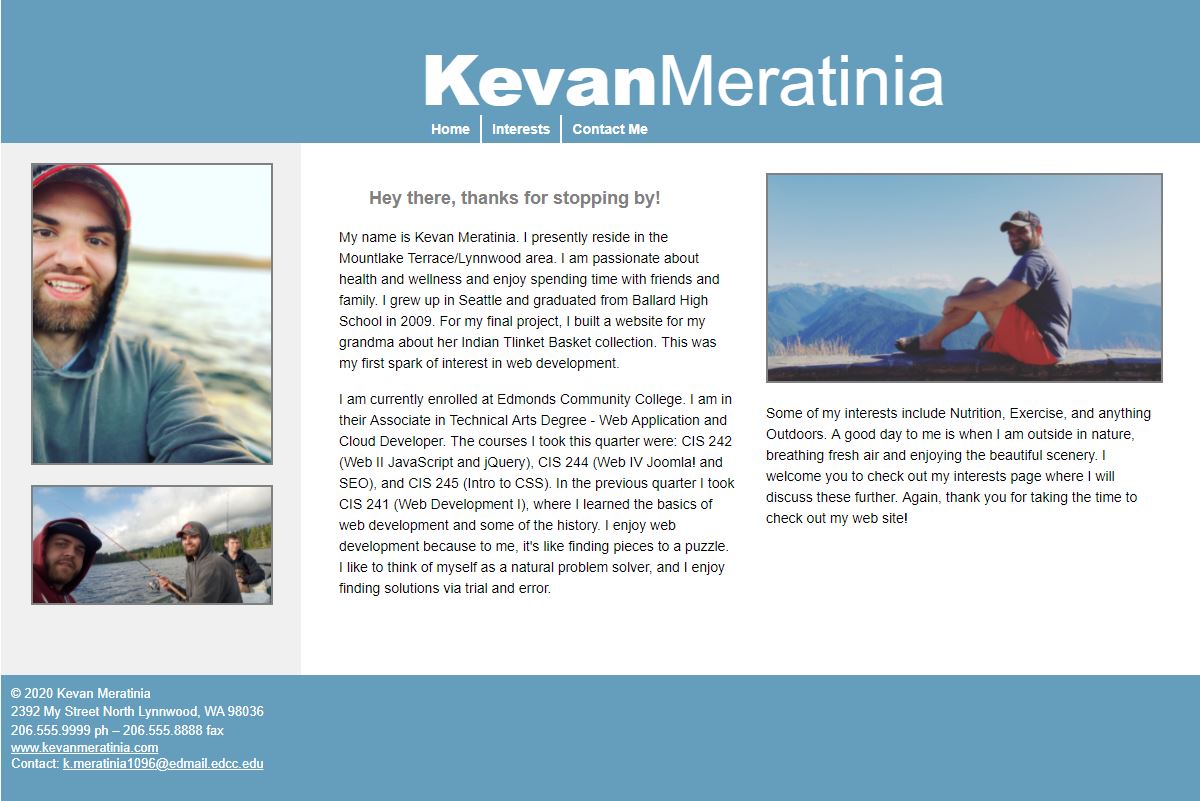 KevanMeratinia
Home
Interests
Contact Me
Hey there, thanks for stopping by!
My name is Kevan Meratinia. I presently reside in the
Mountlake Terrace/Lynnwood area. I am passionate about
health and wellness and enjoy spending time with friends and
family. I grew up in Seattle and graduated from Ballard High
School in 2009. For my final project, I built a website for my
grandma about her Indian Tlinket Basket collection. This was
my first spark of interest in web development.
I am currently enrolled at Edmonds Community College. I am in
their Associate in Technical Arts Degree - Web Application and
Cloud Developer. The courses I took this quarter were: CIS 242
(Web II JavaScript and jQuery), CIS 244 (Web IV Joomla! and
SEO), and CIS 245 (Intro to CSS). In the previous quarter I took
CIS 241 (Web Development I), where I learned the basics of
web development and some of the history. I enjoy web
development because to me, it's like finding pieces to a puzzle.
I like to think of myself as a natural problem solver, and I enjoy
finding solutions via trial and error.
Some of my interests include Nutrition, Exercise, and anything
Outdoors. A good day to me is when I am outside in nature,
breathing fresh air and enjoying the beautiful scenery. I
welcome you to check out my interests page where I will
discuss these further. Again, thank you for taking the time to
check out my web site!
© 2020 Kevan Meratinia
2392 My Street North Lynnwood, WA 98036
206.555.9999 ph – 206.555.8888 fax
www.kevanmeratinia.com
Contact: k.meratinia1096@edmail.edcc.edu